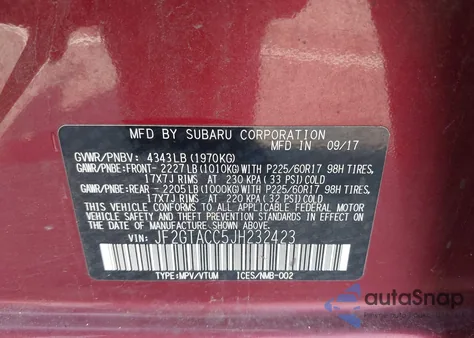 MFD BY SUBARU CORPORATION
MFD IN 09/17
GVWR/PNBV: 4343LB (1970KG)
GAWR/PNBE:FRONT- 2227LB (1010KG)WITH P225/60R17 98H TIRES,
17X7J RIMS AT 230 KPA (33 PSI)COLD
GAWR/PNBE:REAR - 2205LB (1000KG)WITH P225/60R17 98H TIRES,
17X7J RIMS AT 220 KPA (32 PSI)COLD
THIS VEHICLE CONFORMS TO ALL APPLICABLE
FEDERAL MOTOR VEHICLE SAFETY, BUMPER, AND THEFT
PREVENTION STANDARDS IN EFFECT ON THE DATE OF
MANUFACTURE SHOWN ABOVE.
VIN: JF2GTACC5JH232423
TYPE:MPV/VTUM ICES/NMB-002
autoSnap
POWERED BY